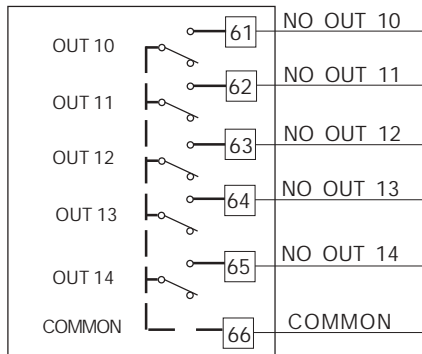 OUT 10 61 NO OUT 10
OUT 11 62 NO OUT 11
OUT 12 63 NO OUT 12
OUT 13 64 NO OUT 13
OUT 14 65 NO OUT 14
COMMON 66 COMMON